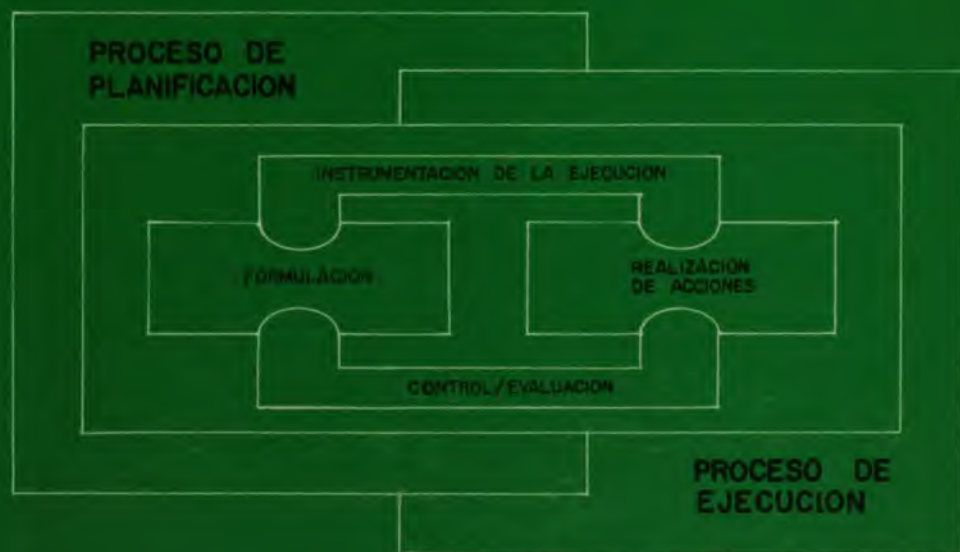 PROCESO DE
PLANIFICACION
INSTRUMENTACION DE LA EJECUCION
FORMULACION
REALIZACION
DE ACCIONES
CONTROL/EVALUACION
PROCESO DE
EJECUCION